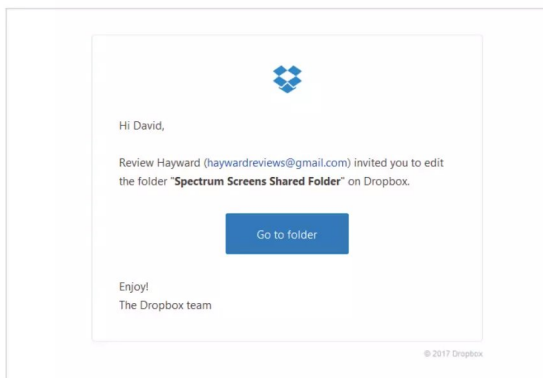 Hi David,
Review Hayward (haywardreviews@gmail.com) invited you to edit
the folder "Spectrum Screens Shared Folder" on Dropbox.
Go to folder
Enjoy!
The Dropbox team
© 2017 Dropbox